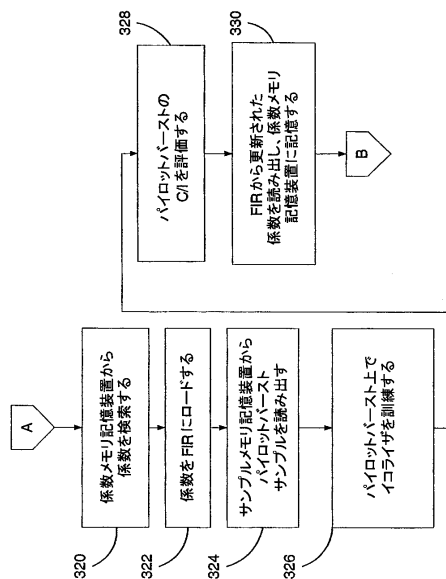 A
係数メモリ記憶装置から
係数を検索する
320
係数をFIRにロードする
322
サンプルメモリ記憶装置から
パイロットバースト
サンプルを読み出す
324
パイロットバースト上で
イコライザを訓練する
326
パイロットバーストの
C/Iを評価する
328
FIRから更新された
係数を読み出し、係数メモリ
記憶装置に記憶する
330
B